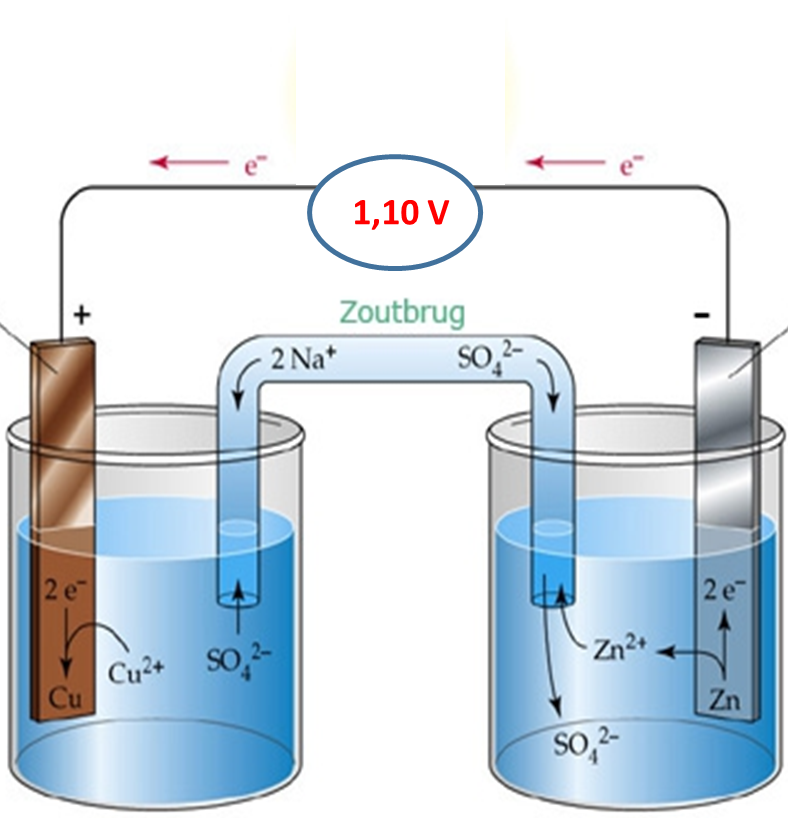 e⁻ e⁻
1,10 V
+ Zoutbrug -
2 Na⁺ SO₄²⁻
2 e⁻ 2 e⁻
Cu²⁺ SO₄²⁻ Zn²⁺
Cu Zn
SO₄²⁻